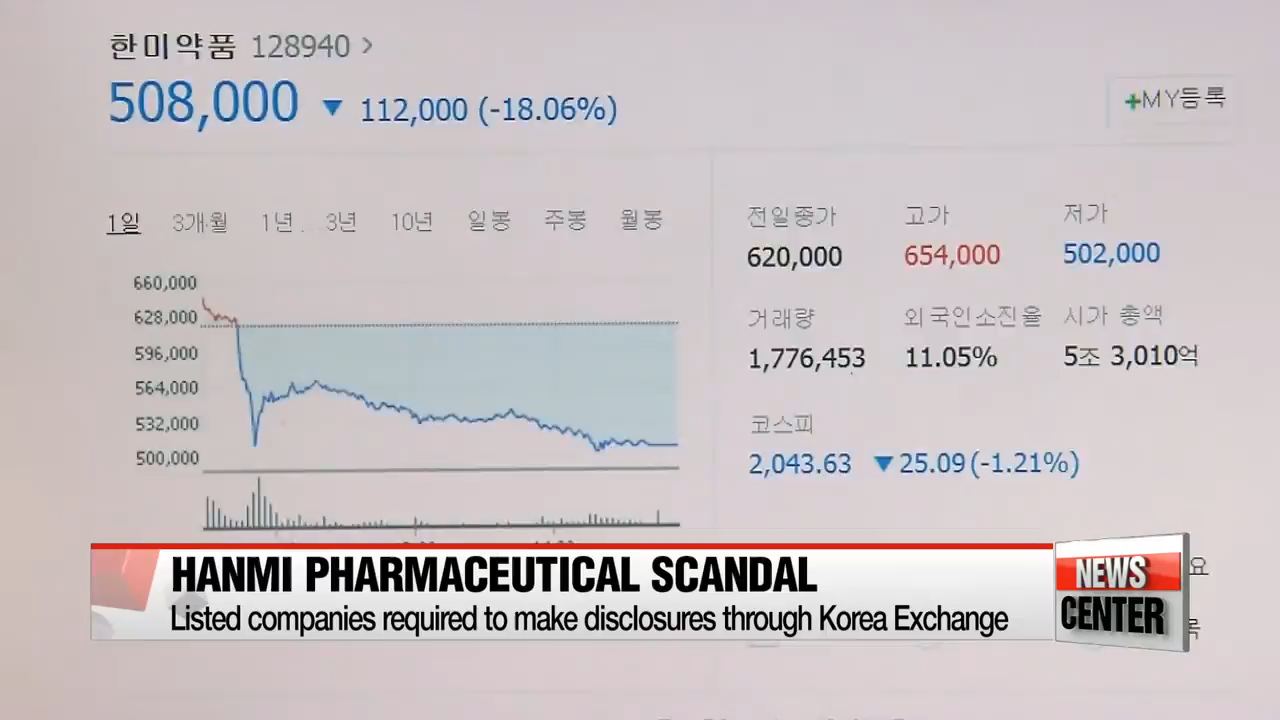 한미약품 128940 >
508,000 ▼ 112,000 (-18.06%)
+MY등록
1일 3개월 1년 3년 10년 일봉 주봉 월봉
660,000
628,000
596,000
564,000
532,000
500,000
전일종가 고가 저가
620,000 654,000 502,000
거래량 외국인소진율 시가 총액
1,776,453 11.05% 5조 3,010억
코스피
2,043.63 ▼25.09(-1.21%)
HANMI PHARMACEUTICAL SCANDAL
Listed companies required to make disclosures through Korea Exchange
NEWS
CENTER
요
록